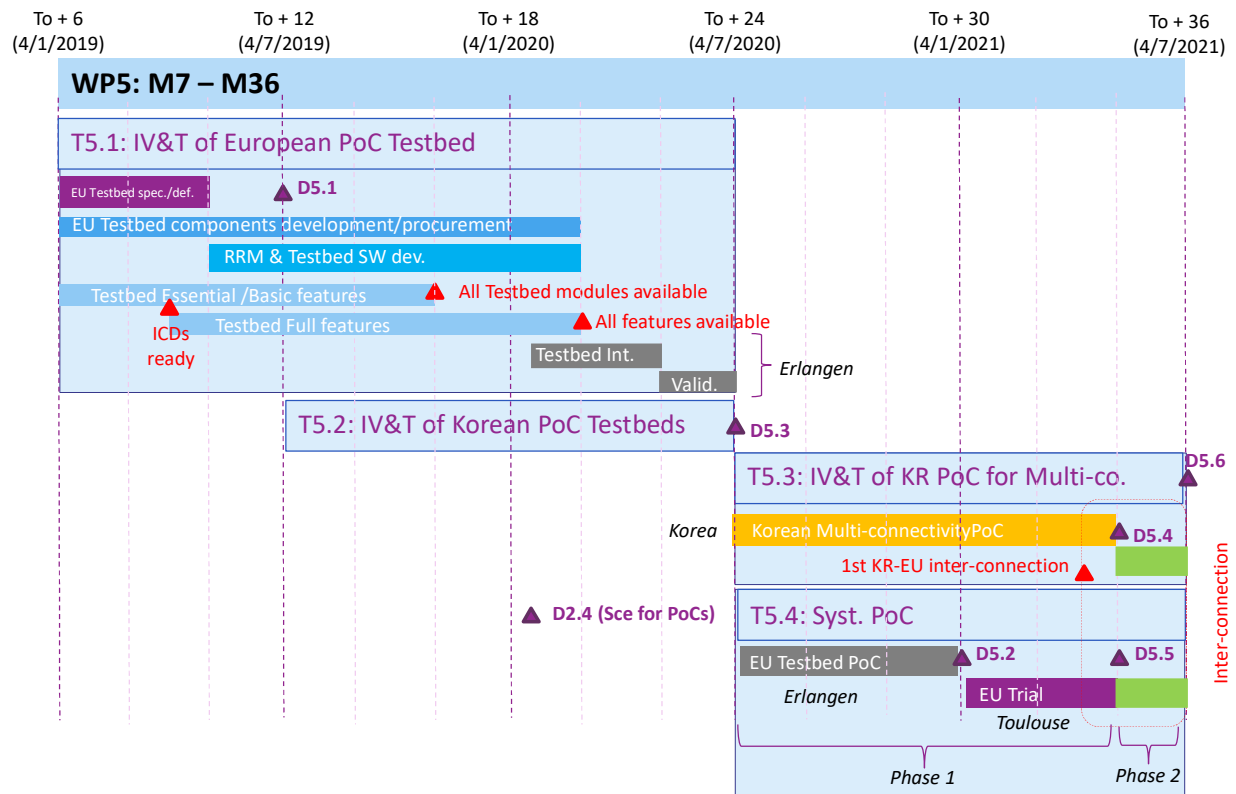 To + 6
(4/1/2019)
To + 12
(4/7/2019)
To + 18
(4/1/2020)
To + 24
(4/7/2020)
To + 30
(4/1/2021)
To + 36
(4/7/2021)
WP5: M7 – M36
T5.1: IV&T of European PoC Testbed
EU Testbed spec./def.
D5.1
EU Testbed components development/procurement
RRM & Testbed SW dev.
Testbed Essential /Basic features
All Testbed modules available
ICDs
ready
Testbed Full features
All features available
Testbed Int.
Valid.
Erlangen
T5.2: IV&T of Korean PoC Testbeds
D5.3
T5.3: IV&T of KR PoC for Multi-co.
D5.6
Korea
Korean Multi-connectivityPoC
D5.4
1st KR-EU inter-connection
Inter-connection
D2.4 (Sce for PoCs)
T5.4: Syst. PoC
EU Testbed PoC
D5.2
D5.5
Erlangen
EU Trial
Toulouse
Phase 1
Phase 2